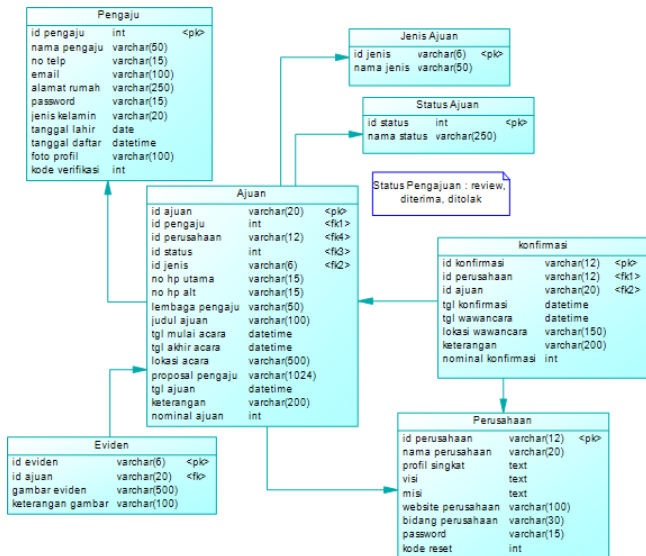 Pengaju
id pengaju int <pk>
nama pengaju varchar(50)
no telp varchar(15)
email varchar(100)
alamat rumah varchar(250)
password varchar(15)
jenis kelamin varchar(20)
tanggal lahir date
tanggal daftar datetime
foto profil varchar(100)
kode verifikasi int
Jenis Ajuan
id jenis varchar(6) <pk>
nama jenis varchar(50)
Status Ajuan
id status int <pk>
nama status varchar(250)
Status Pengajuan : review,
diterima, ditolak
Ajuan
id ajuan varchar(20) <pk>
id pengaju int <fk1>
id perusahaan varchar(12) <fk4>
id status int <fk3>
id jenis varchar(6) <fk2>
no hp utama varchar(15)
no hp alt varchar(15)
lembaga pengaju varchar(50)
judul ajuan varchar(100)
tgl mulai acara datetime
tgl akhir acara datetime
lokasi acara varchar(500)
proposal pengaju varchar(1024)
tgl ajuan datetime
keterangan varchar(200)
nominal ajuan int
konfirmasi
id konfirmasi varchar(12) <pk>
id perusahaan varchar(12) <fk1>
id ajuan varchar(20) <fk2>
tgl konfirmasi datetime
tgl wawancara datetime
lokasi wawancara varchar(150)
keterangan varchar(200)
nominal konfirmasi int
Eviden
id eviden varchar(6) <pk>
id ajuan varchar(20) <fk>
gambar eviden varchar(500)
keterangan gambar varchar(100)
Perusahaan
id perusahaan varchar(12) <pk>
nama perusahaan varchar(20)
profil singkat text
visi text
misi text
website perusahaan varchar(100)
bidang perusahaan varchar(30)
password varchar(15)
kode reset int